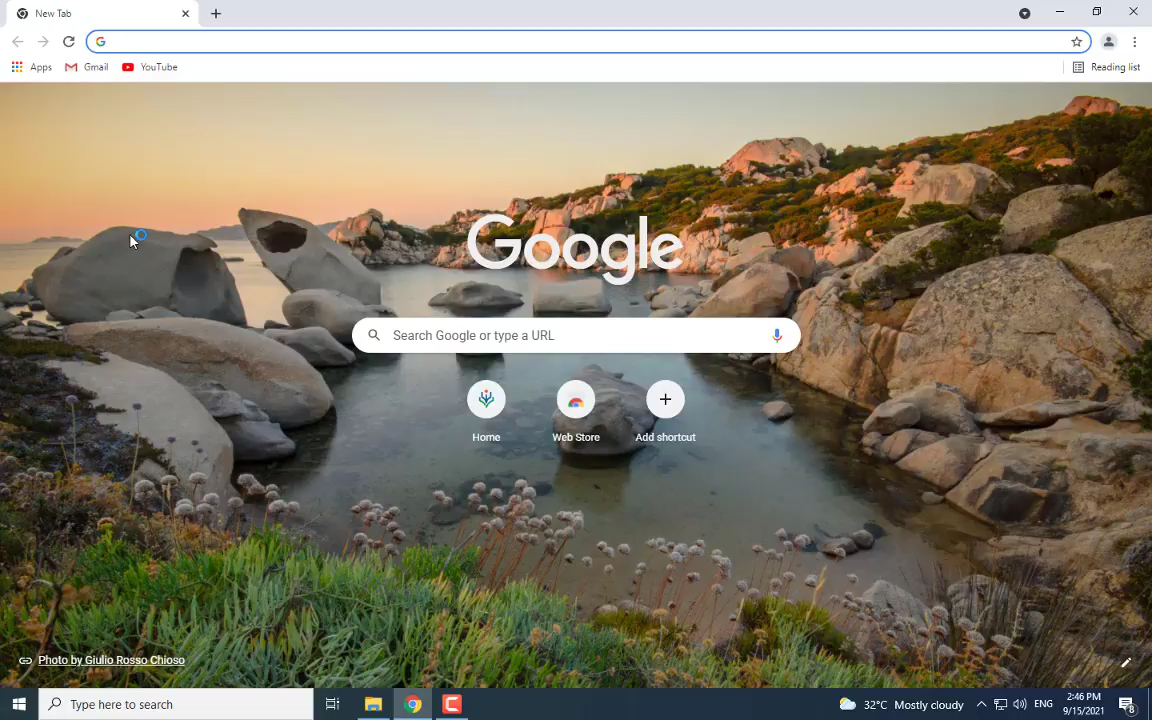 New Tab
Apps
Gmail
YouTube
Reading list
Google
Search Google or type a URL
Home
Web Store
Add shortcut
Photo by Giulio Rosso Chioso
Type here to search
32°C Mostly cloudy
ENG
2:46 PM
9/15/2021
8